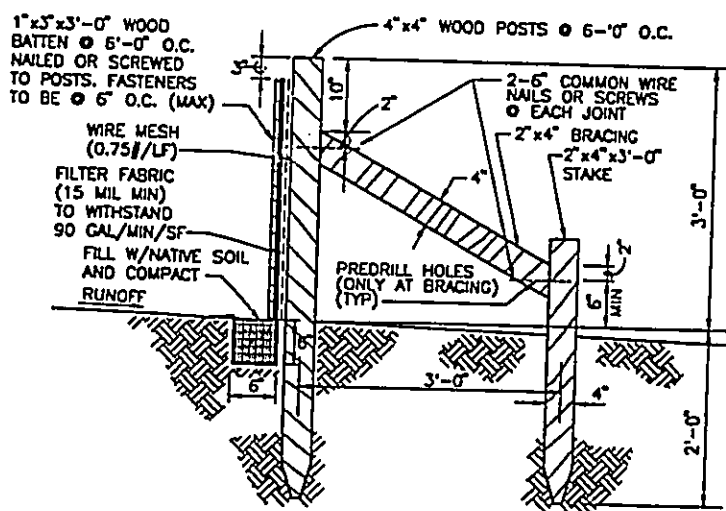 1"x3"x3'-0" WOOD
BATTEN @ 6'-0" O.C.
NAILED OR SCREWED
TO POSTS. FASTENERS
TO BE @ 6" O.C. (MAX)
WIRE MESH
(0.75#/LF)
FILTER FABRIC
(15 MIL MIN)
TO WITHSTAND
90 GAL/MIN/SF
FILL W/NATIVE SOIL
AND COMPACT
RUNOFF
4"x4" WOOD POSTS @ 6-'0" O.C.
10"
2"
2-6" COMMON WIRE
NAILS OR SCREWS
@ EACH JOINT
2"x4" BRACING
2"x4"x3'-0"
STAKE
4"
PREDRILL HOLES
(ONLY AT BRACING)
(TYP)
2"
6"
MIN
3'-0"
6"
3'-0"
4"
2'-0"